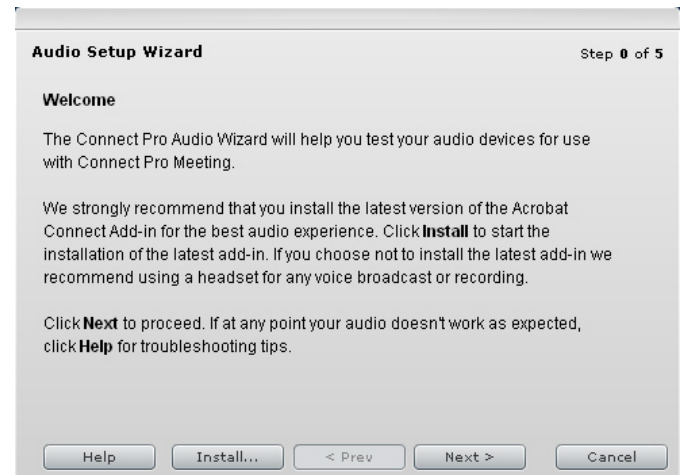 Audio Setup Wizard
Step 0 of 5
Welcome
The Connect Pro Audio Wizard will help you test your audio devices for use
with Connect Pro Meeting.
We strongly recommend that you install the latest version of the Acrobat
Connect Add-in for the best audio experience. Click Install to start the
installation of the latest add-in. If you choose not to install the latest add-in we
recommend using a headset for any voice broadcast or recording.
Click Next to proceed. If at any point your audio doesn't work as expected,
click Help for troubleshooting tips.
Help
Install...
< Prev
Next >
Cancel